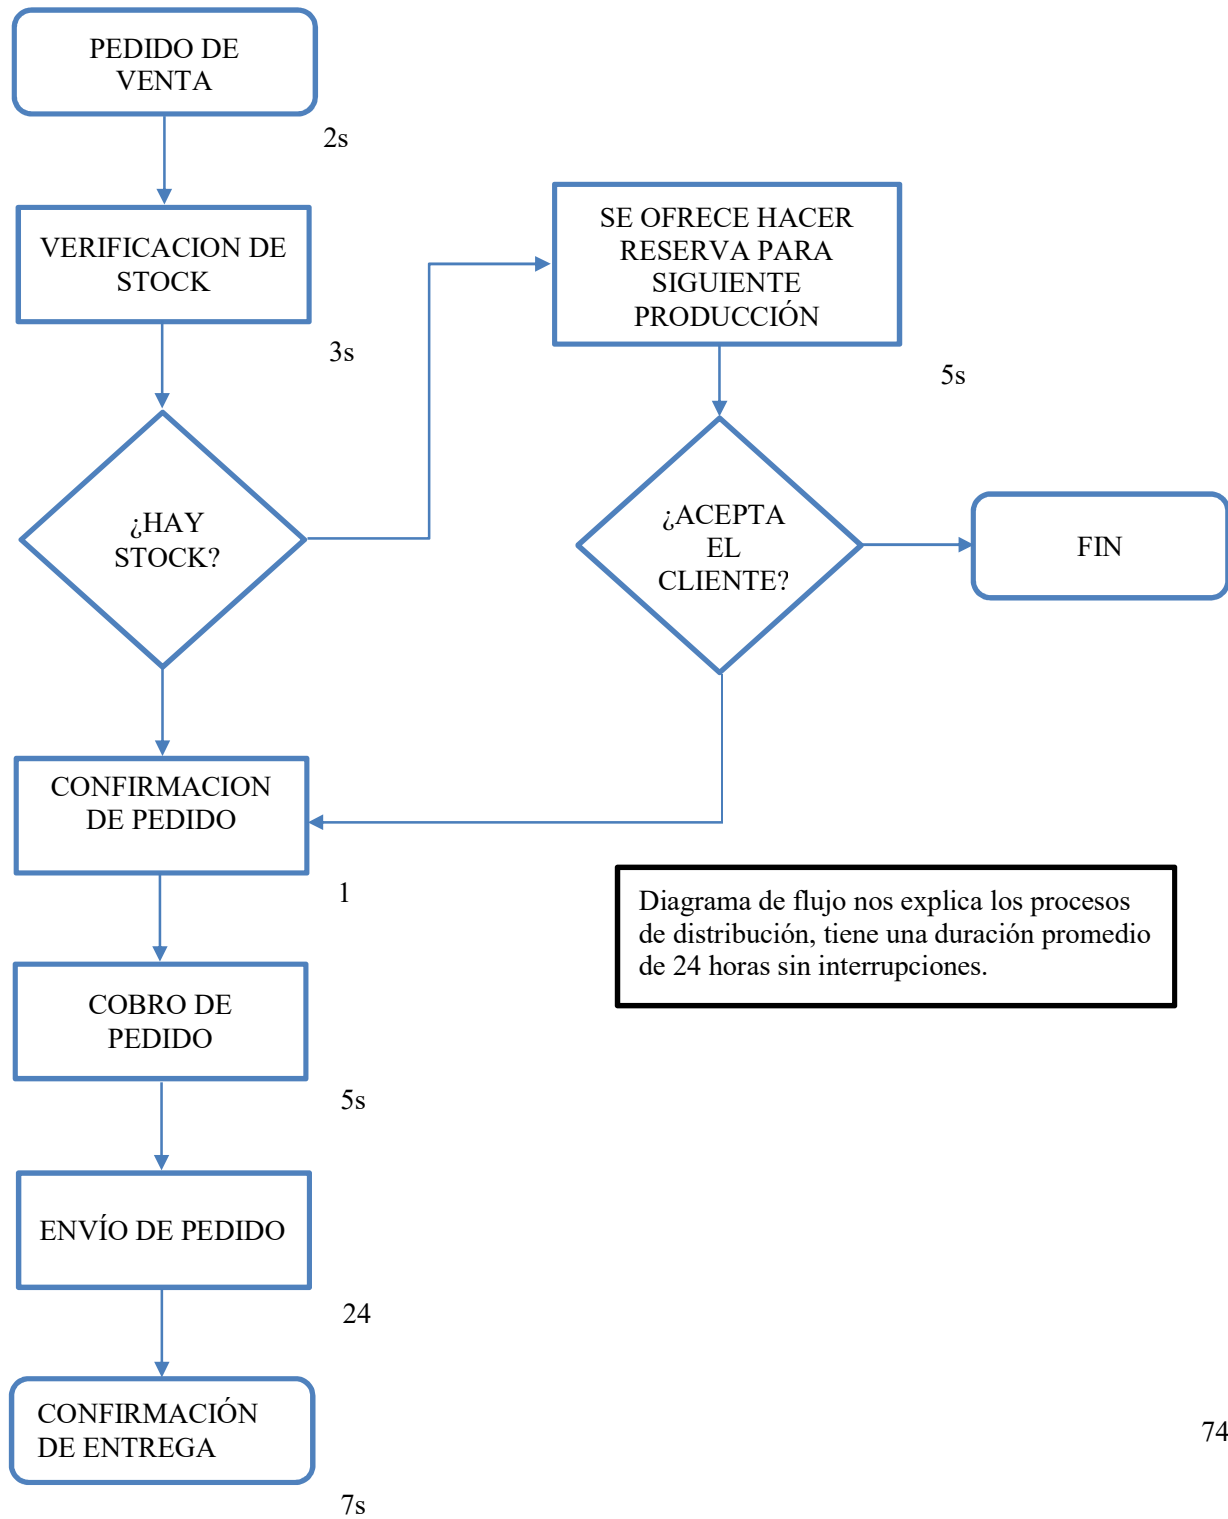 PEDIDO DE
VENTA
2s
VERIFICACION DE
STOCK
3s
SE OFRECE HACER
RESERVA PARA
SIGUIENTE
PRODUCCIÓN
5s
¿HAY
STOCK?
¿ACEPTA
EL
CLIENTE?
FIN
CONFIRMACION
DE PEDIDO
1
Diagrama de flujo nos explica los procesos
de distribución, tiene una duración promedio
de 24 horas sin interrupciones.
COBRO DE
PEDIDO
5s
ENVÍO DE PEDIDO
24
CONFIRMACIÓN
DE ENTREGA
7s
74